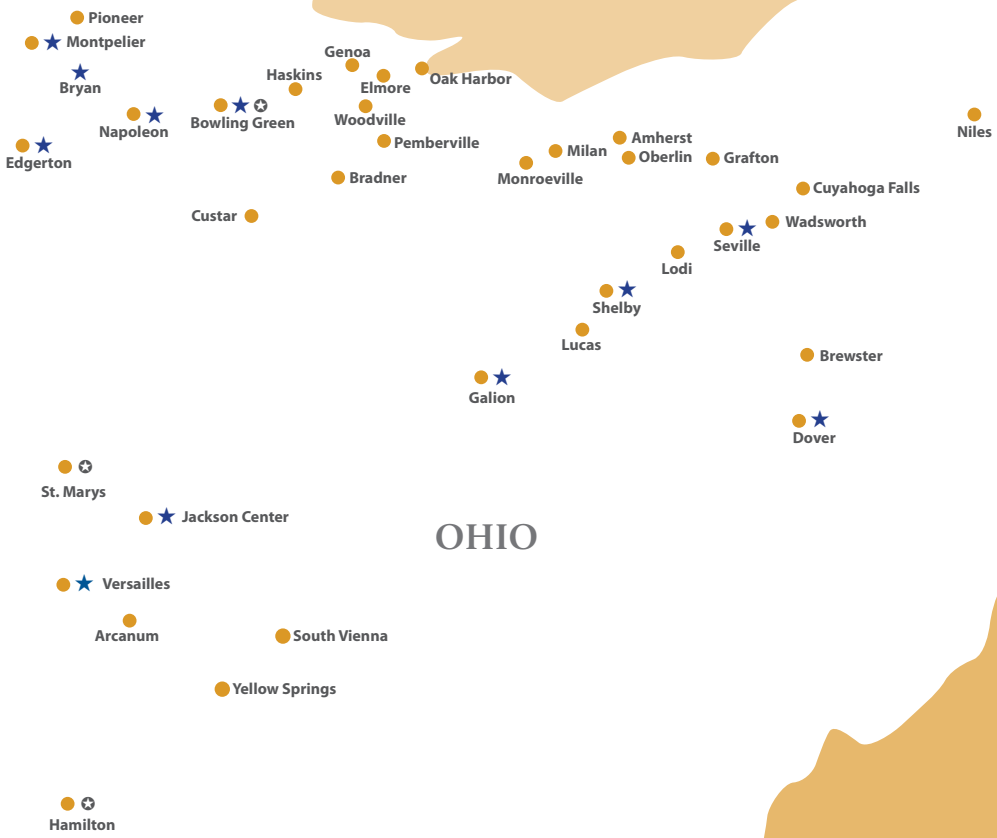 Pioneer
Montpelier
Genoa
Bryan
Haskins
Oak Harbor
Elmore
Napoleon
Bowling Green
Woodville
Niles
Edgerton
Pemberville
Amherst
Milan
Oberlin
Grafton
Monroeville
Bradner
Cuyahoga Falls
Custar
Wadsworth
Seville
Lodi
Shelby
Lucas
Brewster
Galion
Dover
St. Marys
Jackson Center
OHIO
Versailles
Arcanum
South Vienna
Yellow Springs
Hamilton